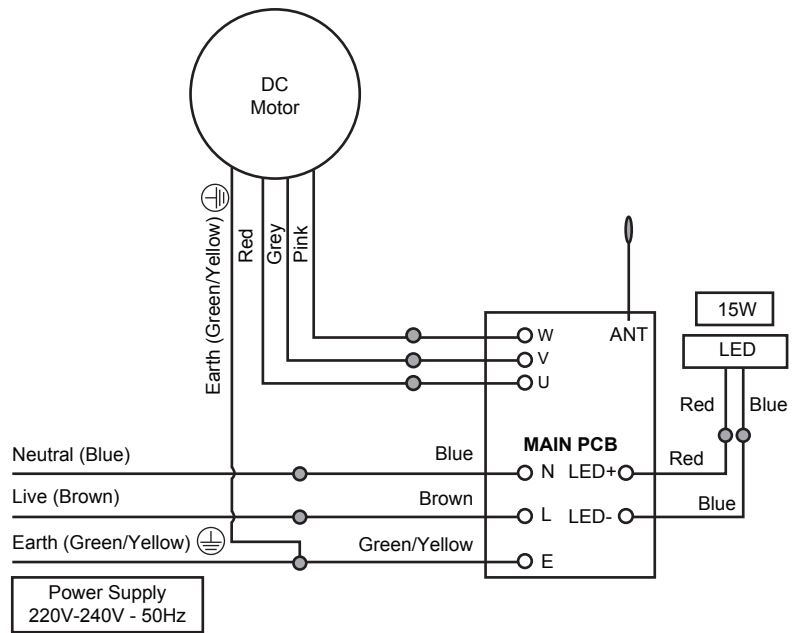 DC
Motor
Earth (Green/Yellow)
Red
Grey
Pink
W
V
U
ANT
15W
LED
Red
Blue
MAIN PCB
Neutral (Blue)
Blue
N
LED+
Red
Live (Brown)
Brown
L
LED-
Blue
Earth (Green/Yellow)
Green/Yellow
E
Power Supply
220V-240V - 50Hz